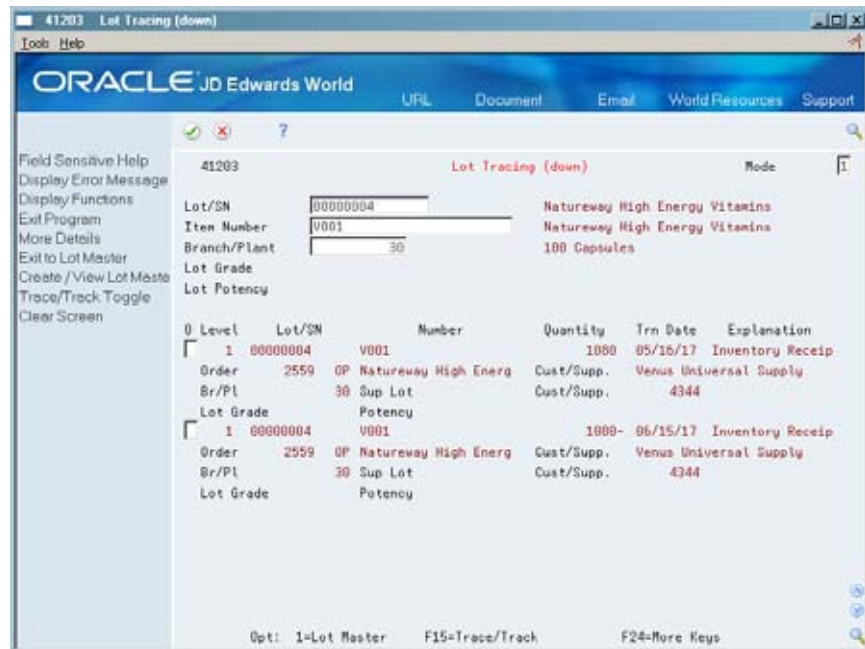 41203 Lot Tracing (down)
Tools Help
ORACLE JD Edwards World
URL Document Email World Resources Support
?
Field Sensitive Help
Display Error Message
Display Functions
Exit Program
More Details
Exit to Lot Master
Create / View Lot Maste
Trace/Track Toggle
Clear Screen
41203 Lot Tracing (down) Mode 1
Lot/SN 00000004 Natureway High Energy Vitamins
Item Number V001 Natureway High Energy Vitamins
Branch/Plant 30 100 Capsules
Lot Grade
Lot Potency
O Level Lot/SN Number Quantity Trn Date Explanation
1 00000004 V001 1000 05/16/17 Inventory Receip
Order 2559 OP Natureway High Energ Cust/Supp. Venus Universal Supply
Br/Pl 30 Sup Lot Cust/Supp. 4344
Lot Grade Potency
1 00000004 V001 1000- 06/15/17 Inventory Receip
Order 2559 OP Natureway High Energ Cust/Supp. Venus Universal Supply
Br/Pl 30 Sup Lot Cust/Supp. 4344
Lot Grade Potency
Opt: 1=Lot Master F15=Trace/Track F24=More Keys